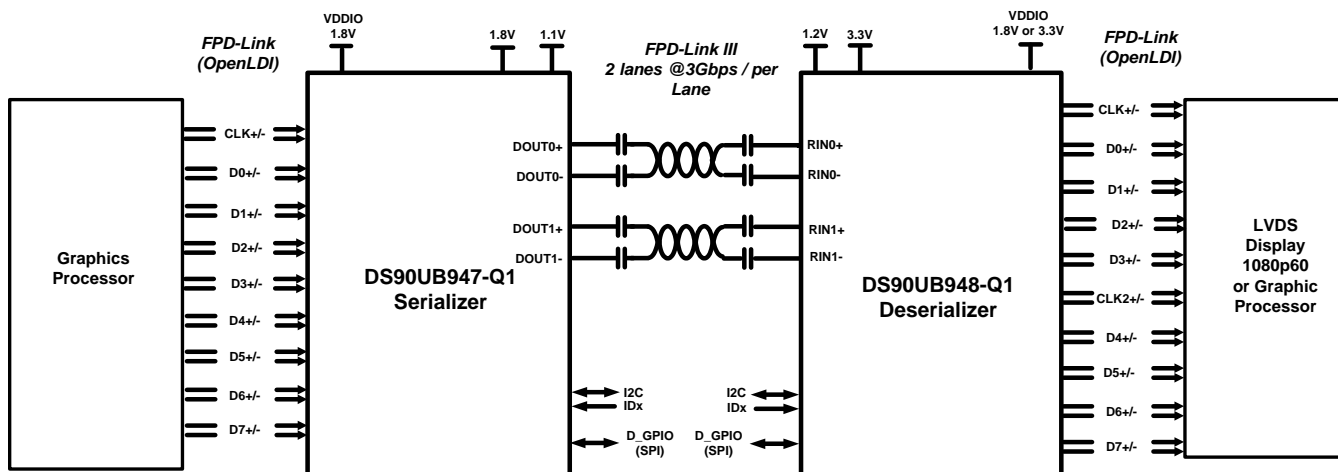 FPD-Link
(OpenLDI)
VDDIO
1.8V
1.8V
1.1V
FPD-Link III
2 lanes @3Gbps / per
Lane
1.2V
3.3V
VDDIO
1.8V or 3.3V
FPD-Link
(OpenLDI)
Graphics
Processor
CLK+/-
D0+/-
D1+/-
D2+/-
D3+/-
D4+/-
D5+/-
D6+/-
D7+/-
DS90UB947-Q1
Serializer
DOUT0+
DOUT0-
DOUT1+
DOUT1-
I2C
IDx
D_GPIO
(SPI)
RIN0+
RIN0-
RIN1+
RIN1-
I2C
IDx
D_GPIO
(SPI)
DS90UB948-Q1
Deserializer
CLK+/-
D0+/-
D1+/-
D2+/-
D3+/-
CLK2+/-
D4+/-
D5+/-
D6+/-
D7+/-
LVDS
Display
1080p60
or Graphic
Processor